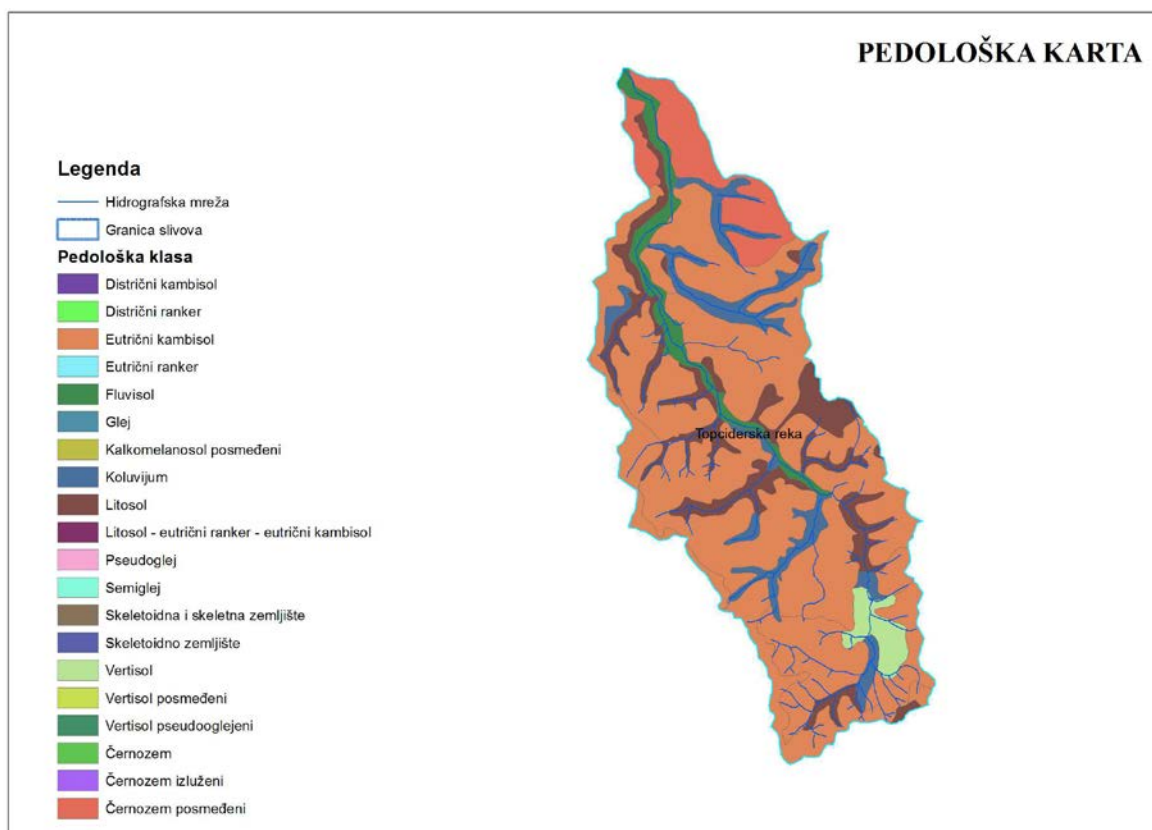 PEDOLOŠKA KARTA
Legenda
Hidrografska mreža
Granica slivova
Pedološka klasa
Distrični kambisol
Distrični ranker
Eutrični kambisol
Eutrični ranker
Fluvisol
Glej
Kalkomelanosol posmeđeni
Koluvijum
Litosol
Litosol - eutrični ranker - eutrični kambisol
Pseudoglej
Semiglej
Skeletoidna i skeletna zemljište
Skeletoidno zemljište
Vertisol
Vertisol posmeđeni
Vertisol pseudooglejeni
Černozem
Černozem izluženi
Černozem posmeđeni
Topciderska reka